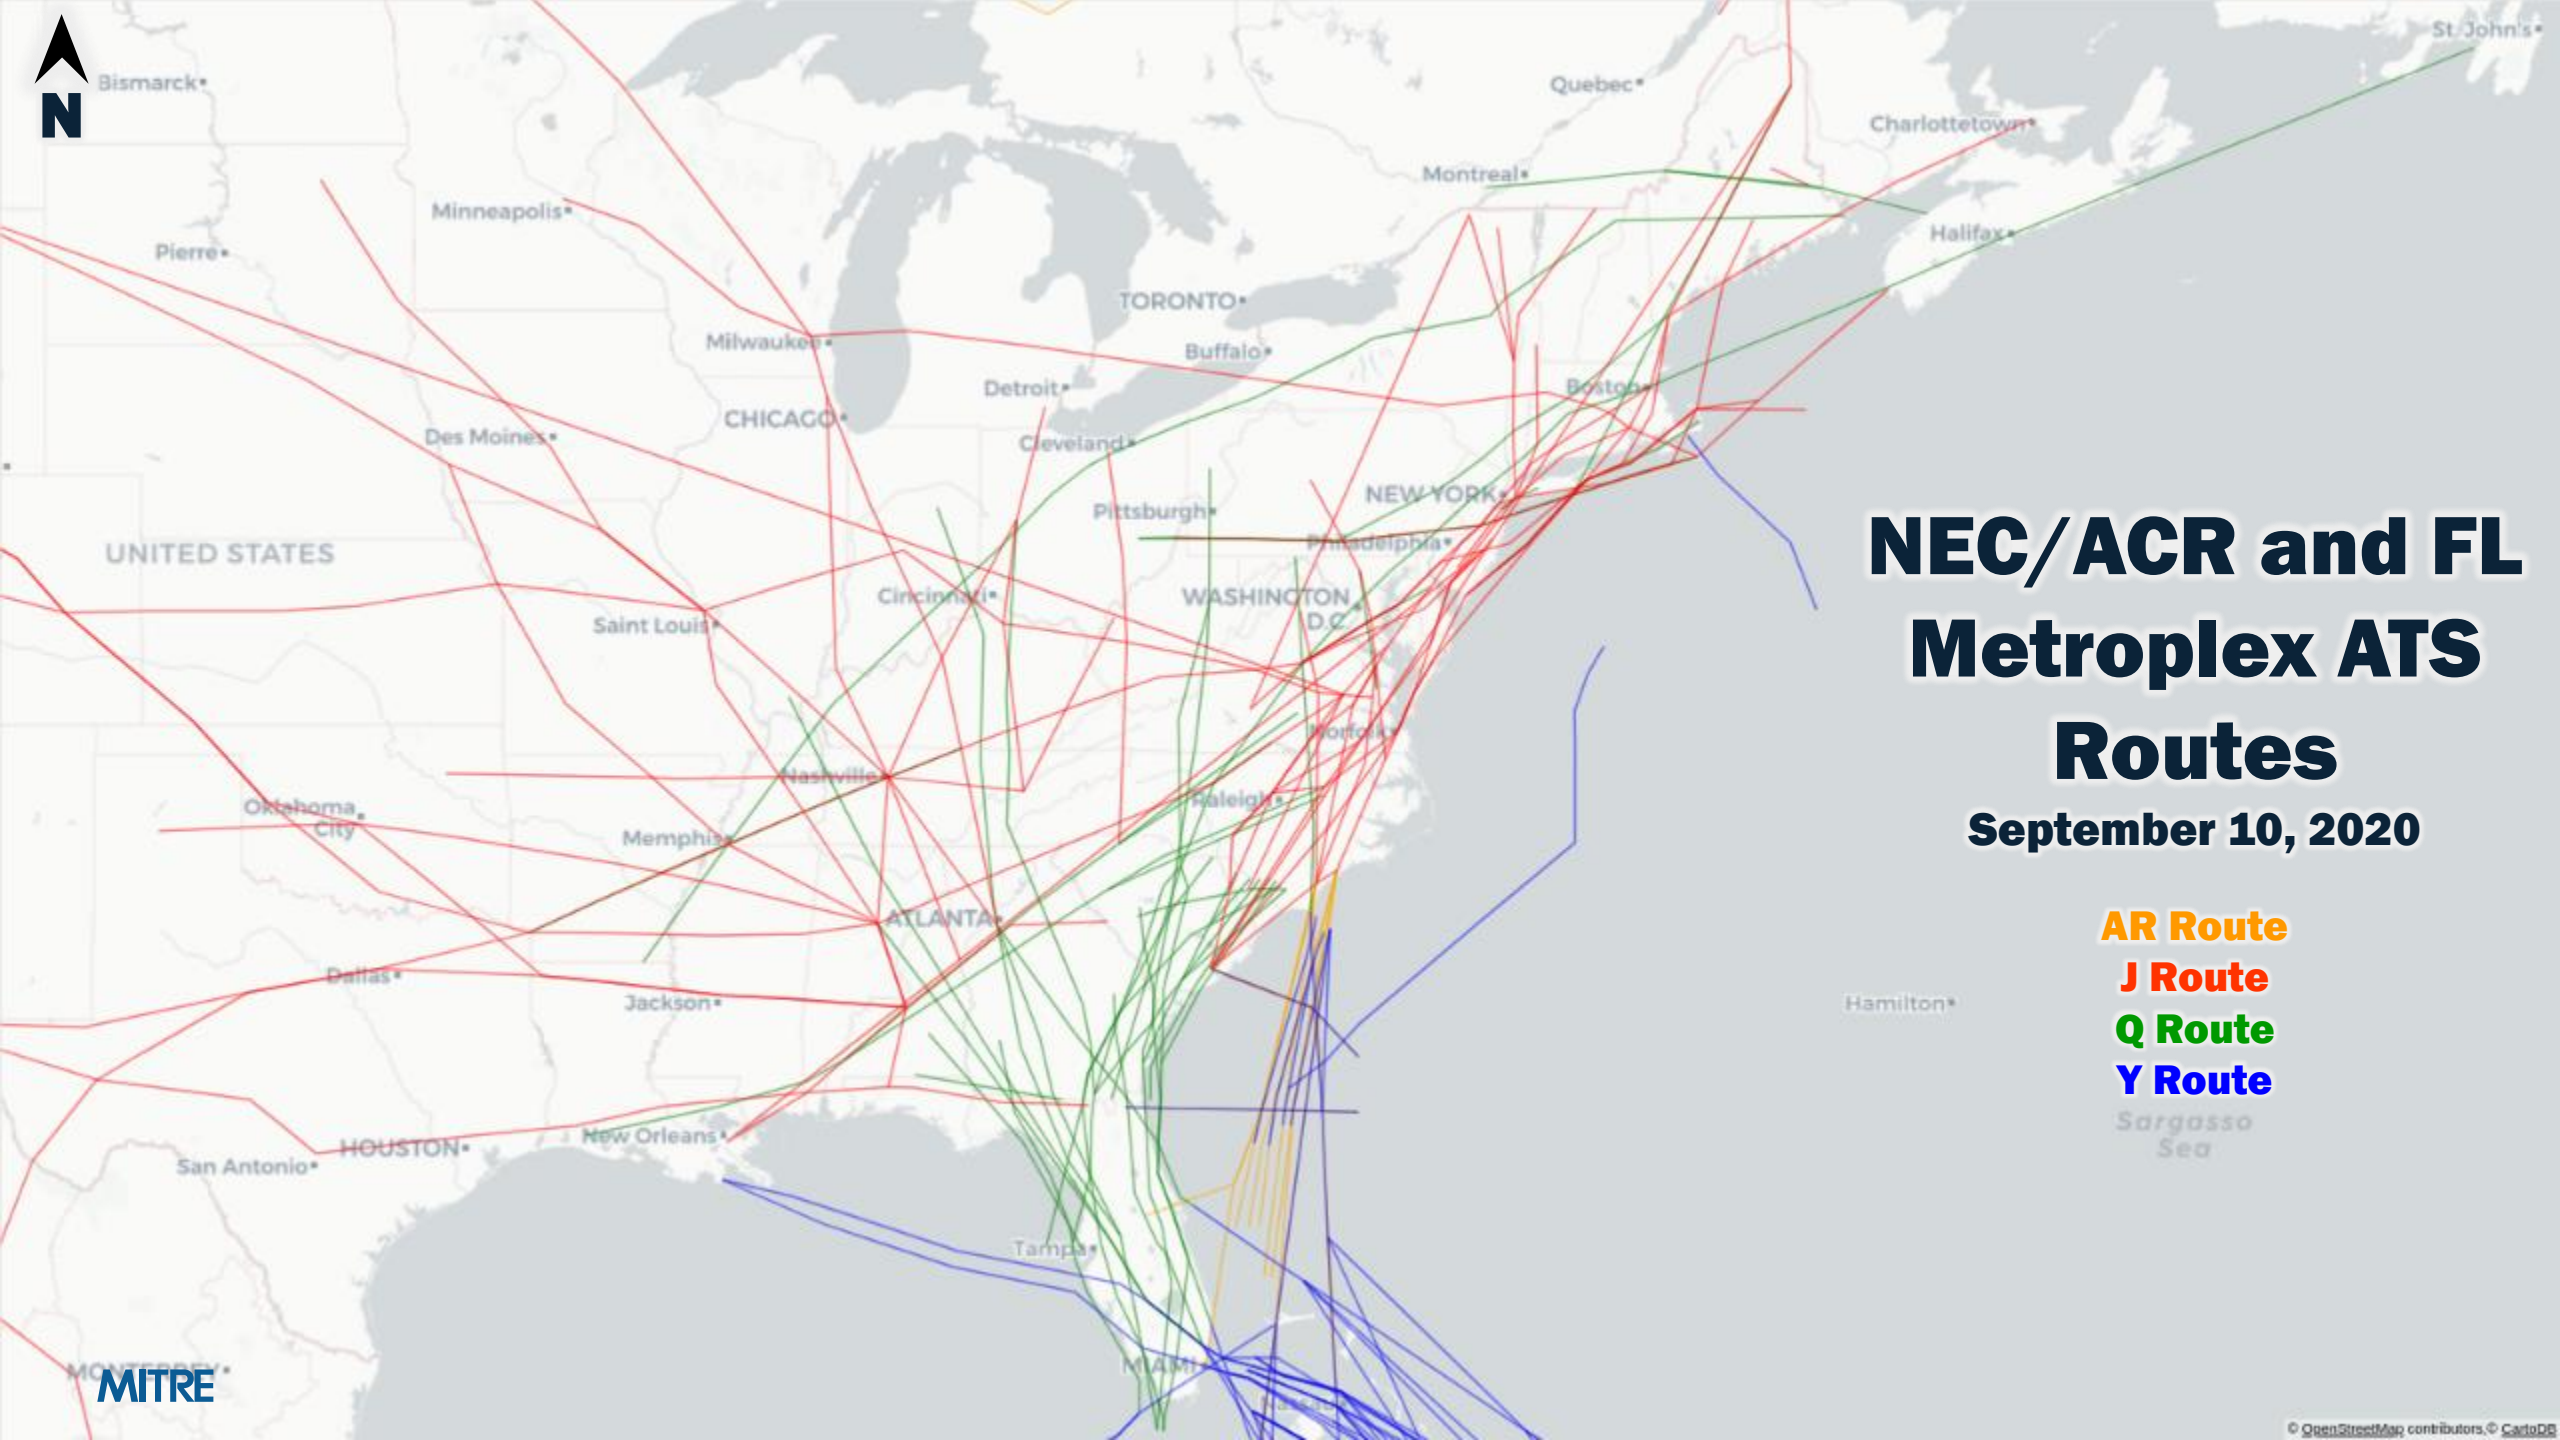 St. John's
Bismarck
N
Quebec
Charlottetown
Montreal
Minneapolis
Halifax
Pierre
TORONTO
Milwaukee
Buffalo
Detroit
Boston
CHICAGO
Des Moines
Cleveland
NEW YORK
Pittsburgh
Philadelphia
UNITED STATES
NEC/ACR and FL
Metroplex ATS
Routes
September 10, 2020
Cincinnati
WASHINGTON
D.C.
Saint Louis
Norfolk
Nashville
Raleigh
Oklahoma
City
Memphis
ATLANTA
AR Route
J Route
Q Route
Y Route
Dallas
Jackson
Hamilton
Sargasso
Sea
New Orleans
HOUSTON
San Antonio
Tampa
MIAMI
MONTERREY
MITRE
Nassau
© OpenStreetMap contributors,© CartoDB